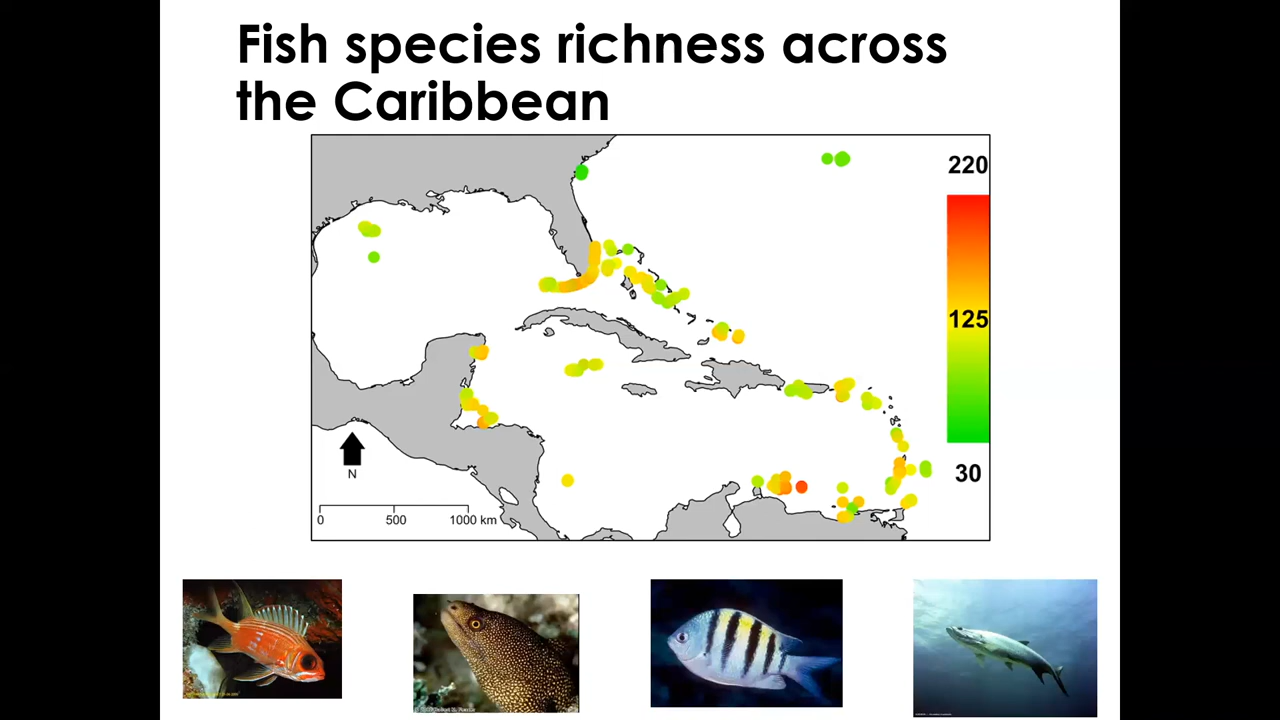 Fish species richness across
the Caribbean
220
125
30
N
0 500 1000 km